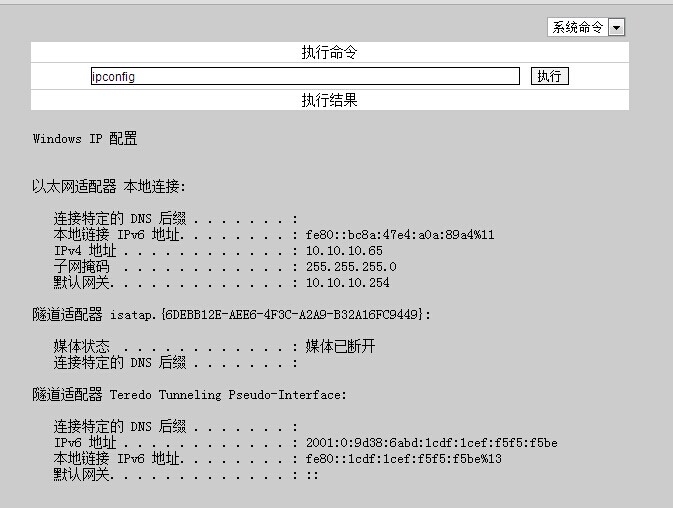 系统命令
执行命令
ipconfig 执行
执行结果
Windows IP 配置
以太网适配器 本地连接:
连接特定的 DNS 后缀 . . . . . . . :
本地链接 IPv6 地址. . . . . . . . : fe80::bc8a:47e4:a0a:89a4%11
IPv4 地址 . . . . . . . . . . . . : 10.10.10.65
子网掩码  . . . . . . . . . . . . : 255.255.255.0
默认网关. . . . . . . . . . . . . : 10.10.10.254
隧道适配器 isatap.{6DEBB12E-AEE6-4F3C-A2A9-B32A16FC9449}:
媒体状态  . . . . . . . . . . . . : 媒体已断开
连接特定的 DNS 后缀 . . . . . . . :
隧道适配器 Teredo Tunneling Pseudo-Interface:
连接特定的 DNS 后缀 . . . . . . . :
IPv6 地址 . . . . . . . . . . . . : 2001:0:9d38:6abd:1cdf:1cef:f5f5:f5be
本地链接 IPv6 地址. . . . . . . . : fe80::1cdf:1cef:f5f5:f5be%13
默认网关. . . . . . . . . . . . . : ::